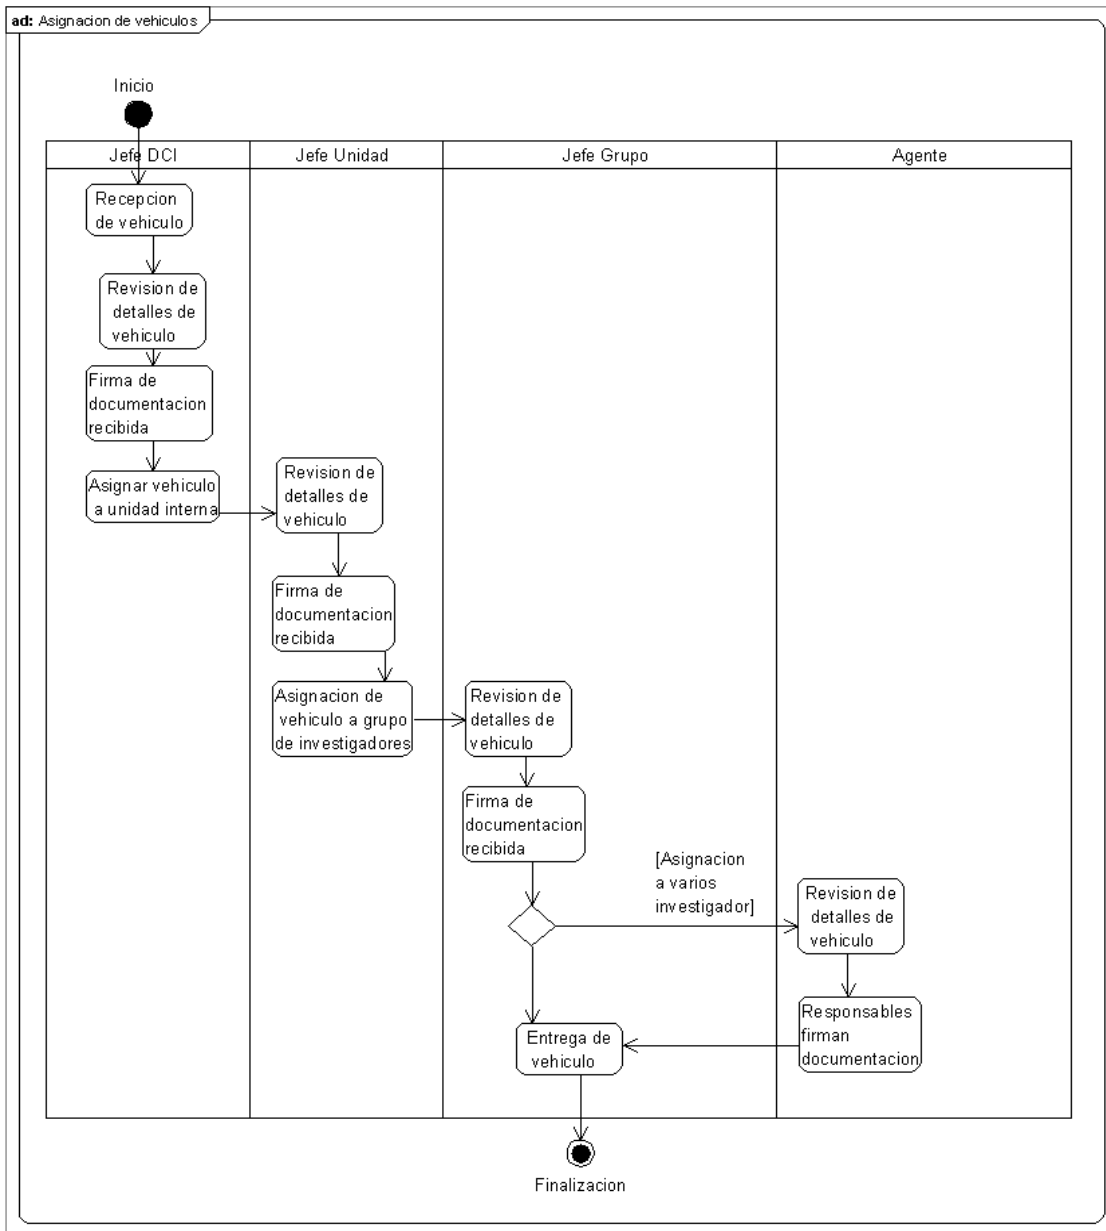 ad: Asignacion de vehiculos
Inicio
Jefe DCI
Jefe Unidad
Jefe Grupo
Agente
Recepcion
de vehiculo
Revision de
detalles de
vehiculo
Firma de
documentacion
recibida
Asignar vehiculo
a unidad interna
Revision de
detalles de
vehiculo
Firma de
documentacion
recibida
Asignacion de
vehiculo a grupo
de investigadores
Revision de
detalles de
vehiculo
Firma de
documentacion
recibida
[Asignacion
a varios
investigador]
Revision de
detalles de
vehiculo
Responsables
firman
documentacion
Entrega de
vehiculo
Finalizacion